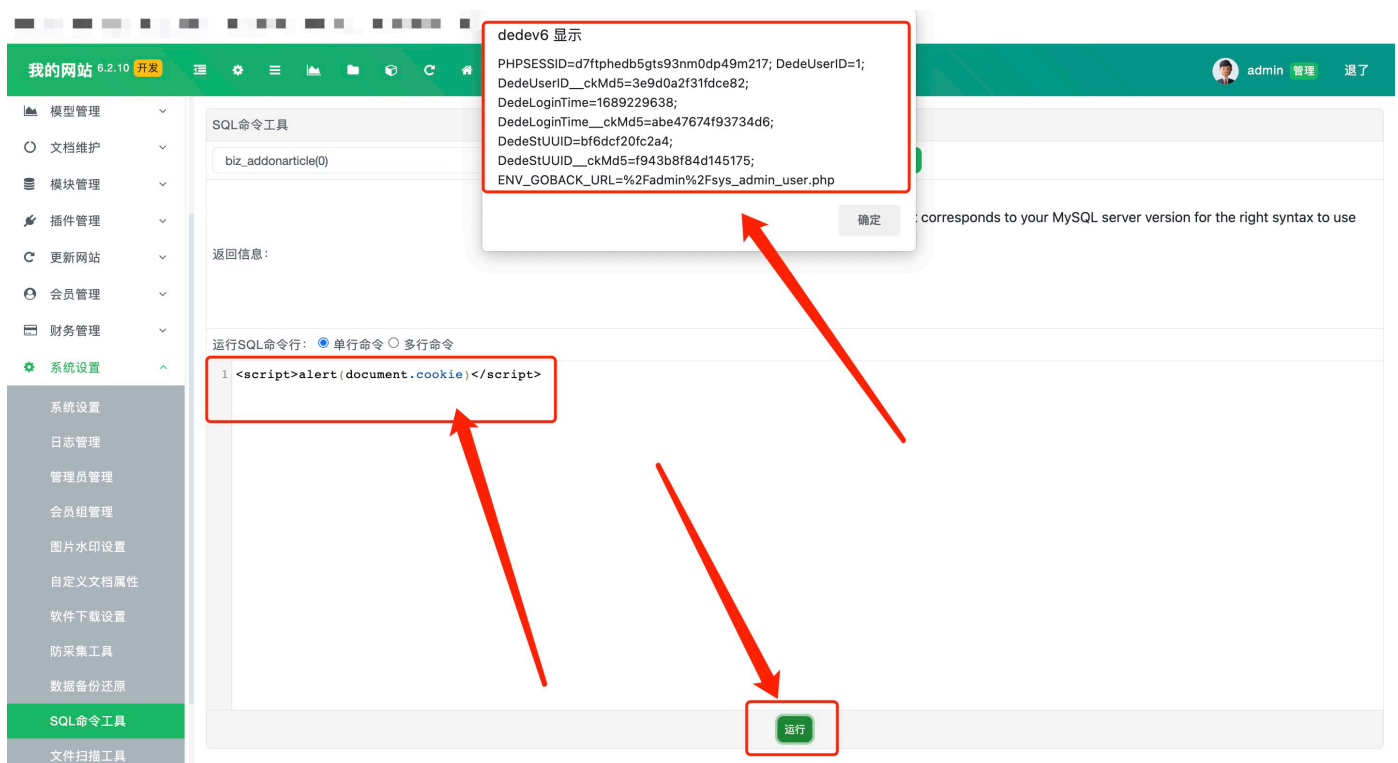 dedev6 显示
PHPSESSID=d7ftphedb5gts93nm0dp49m217; DedeUserID=1;
DedeUserID__ckMd5=3e9d0a2f31fdce82;
DedeLoginTime=1689229638;
DedeLoginTime__ckMd5=abe47674f93734d6;
DedeStUUID=bf6dcf20fc2a4;
DedeStUUID__ckMd5=f943b8f84d145175;
ENV_GOBACK_URL=%2Fadmin%2Fsys_admin_user.php
确定
我的网站 6.2.10 开发
admin 管理 退了
模型管理
文档维护
模块管理
插件管理
更新网站
会员管理
财务管理
系统设置
系统设置
日志管理
管理员管理
会员组管理
图片水印设置
自定义文档属性
软件下载设置
防采集工具
数据备份还原
SQL命令工具
文件扫描工具
SQL命令工具
biz_addonarticle(0)
corresponds to your MySQL server version for the right syntax to use
返回信息：
运行SQL命令行： 单行命令 多行命令
1 <script>alert(document.cookie)</script>
运行